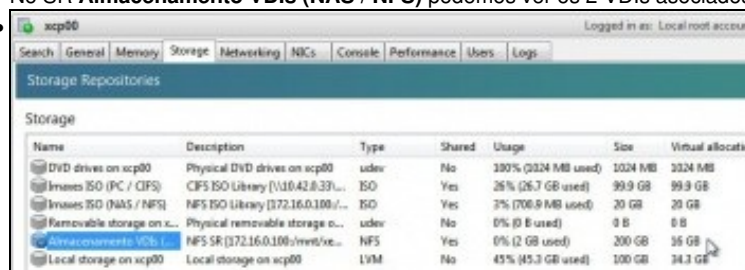 No SR Almacenamento VDIs (NAS / NFS) podemos ver os 2 VDIs asociados
xcp00 Logged in as: Local root accou
Search General Memory Storage Networking NICs Console Performance Users Logs
Storage Repositories
Storage
Name Description Type Shared Usage Size Virtual allocati
DVD drives on xcp00 Physical DVD drives on xcp00 udev No 100% (1024 MB used) 1024 MB 1024 MB
Imaxes ISO (PC / CIFS) CIFS ISO Library [\\10.42.0.33\... ISO Yes 26% (26.7 GB used) 99.9 GB 99.9 GB
Imaxes ISO (NAS / NFS) NFS ISO Library [172.16.0.100:/... ISO Yes 3% (700.9 MB used) 20 GB 20 GB
Removable storage on x... Physical removable storage o... udev No 0% (0 B used) 0 B 0 B
Almacenamento VDIs (... NFS SR [172.16.0.100:/mnt/xe... NFS Yes 0% (2 GB used) 200 GB 16 GB
Local storage on xcp00 Local storage on xcp00 LVM No 45% (45.3 GB used) 100 GB 34.3 GB